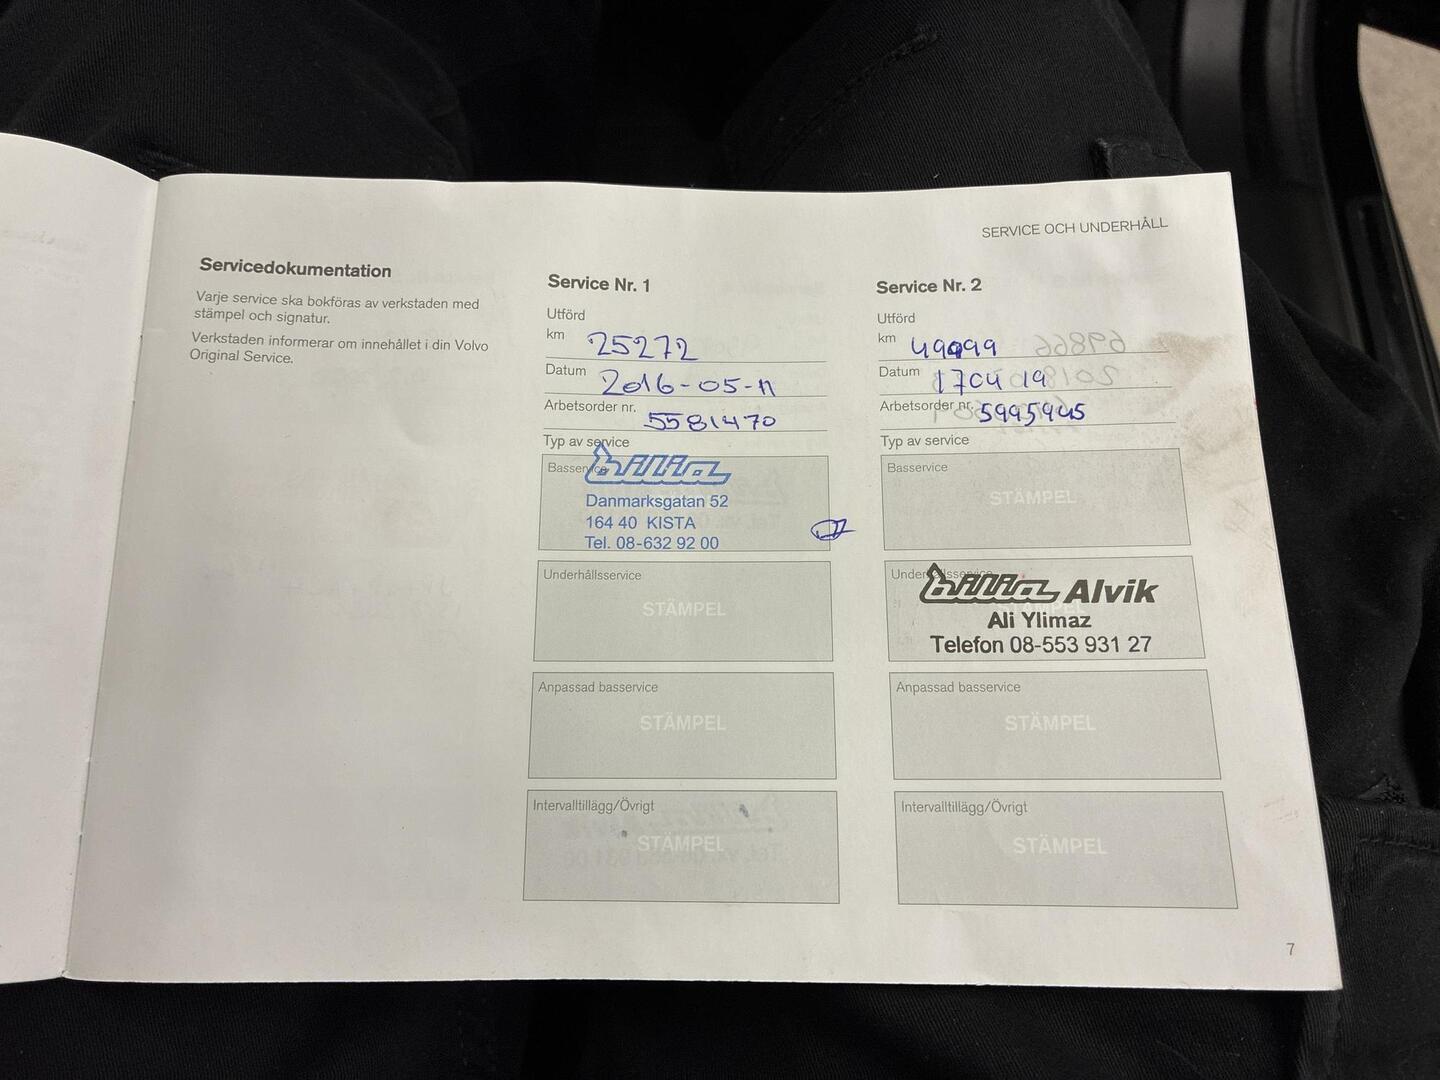 SERVICE OCH UNDERHÅLL
Servicedokumentation
Varje service ska bokföras av verkstaden med
stämpel och signatur.
Verkstaden informerar om innehållet i din Volvo
Original Service.
Service Nr. 1
Utförd
km 25272
Datum 2016-05-11
Arbetsorder nr. 5581470
Typ av service
Basservice
bilia
Danmarksgatan 52
164 40 KISTA
Tel. 08-632 92 00
Underhållsservice
STÄMPEL
Anpassad basservice
STÄMPEL
Intervalltillägg/Övrigt
STÄMPEL
Service Nr. 2
Utförd
km 49999
Datum 170419
Arbetsorder nr. 5995945
Typ av service
Basservice
STÄMPEL
Underhållsservice
STÄMPEL
bilia Alvik
Ali Ylimaz
Telefon 08-553 931 27
Anpassad basservice
STÄMPEL
Intervalltillägg/Övrigt
STÄMPEL
7